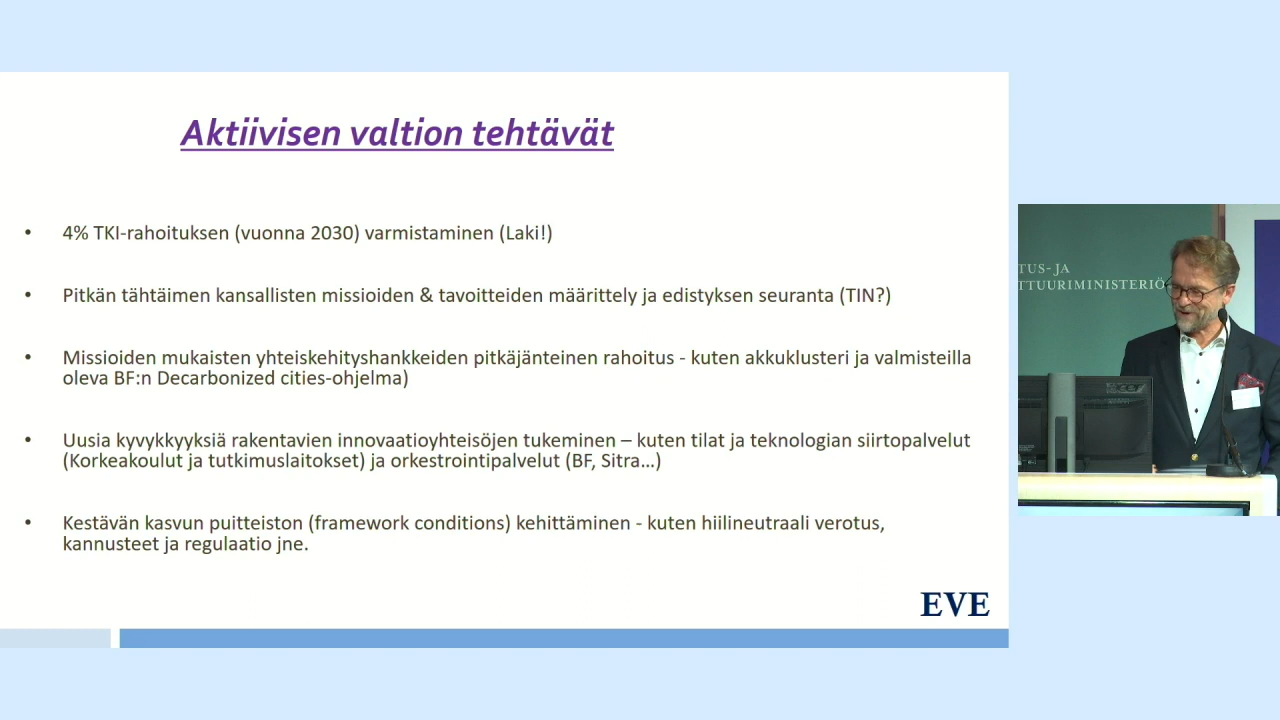 Aktiivisen valtion tehtävät
• 4% TKI-rahoituksen (vuonna 2030) varmistaminen (Laki!)
• Pitkän tähtäimen kansallisten missioiden & tavoitteiden määrittely ja edistyksen seuranta (TIN?)
• Missioiden mukaisten yhteiskehityshankkeiden pitkäjänteinen rahoitus - kuten akkuklusteri ja valmisteilla
oleva BF:n Decarbonized cities-ohjelma)
• Uusia kyvykkyyksiä rakentavien innovaatioyhteisöjen tukeminen – kuten tilat ja teknologian siirtopalvelut
(Korkeakoulut ja tutkimuslaitokset) ja orkestrointipalvelut (BF, Sitra...)
• Kestävän kasvun puitteiston (framework conditions) kehittäminen - kuten hiilineutraali verotus,
kannusteet ja regulaatio jne.
EVE
TUS- JA
TTUURIMINISTERIÖ
acer